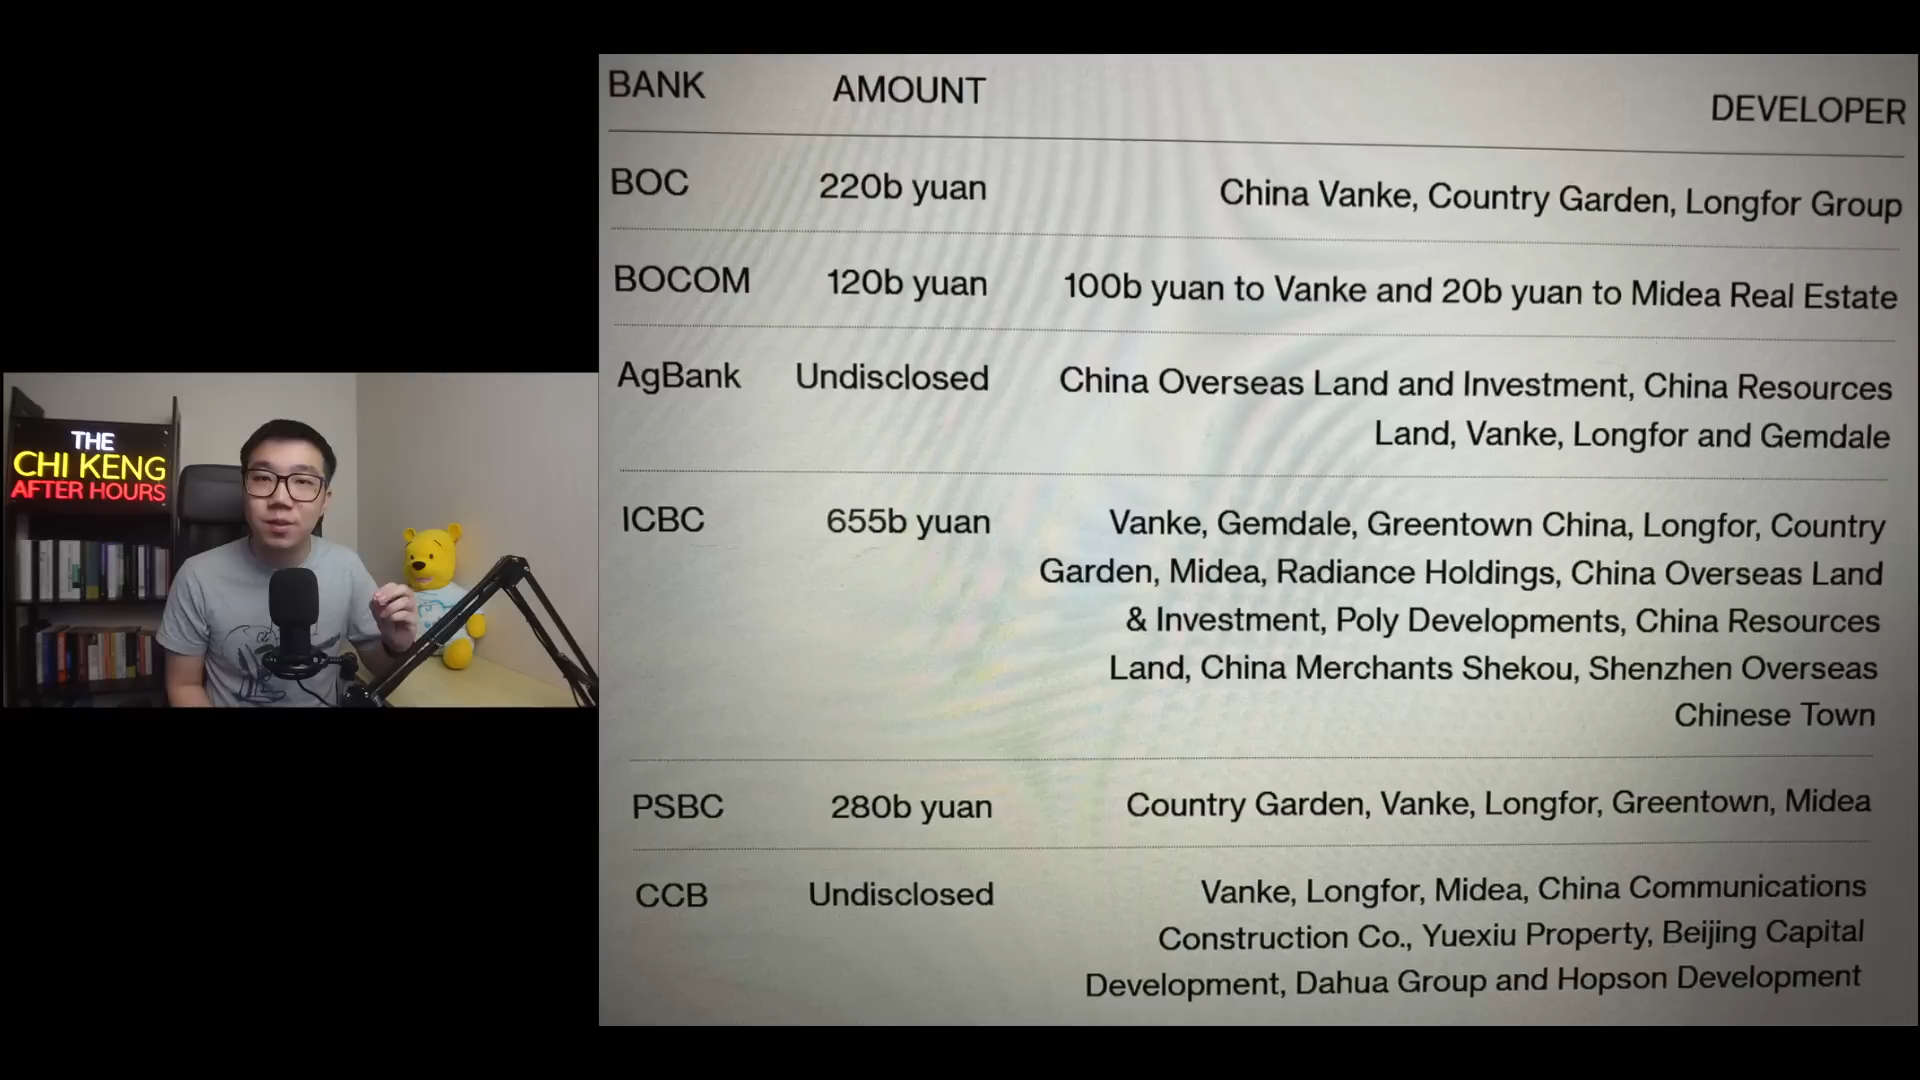 THE
CHI KENG
AFTER HOURS
BANK AMOUNT DEVELOPER
BOC 220b yuan China Vanke, Country Garden, Longfor Group
BOCOM 120b yuan 100b yuan to Vanke and 20b yuan to Midea Real Estate
AgBank Undisclosed China Overseas Land and Investment, China Resources
Land, Vanke, Longfor and Gemdale
ICBC 655b yuan Vanke, Gemdale, Greentown China, Longfor, Country
Garden, Midea, Radiance Holdings, China Overseas Land
& Investment, Poly Developments, China Resources
Land, China Merchants Shekou, Shenzhen Overseas
Chinese Town
PSBC 280b yuan Country Garden, Vanke, Longfor, Greentown, Midea
CCB Undisclosed Vanke, Longfor, Midea, China Communications
Construction Co., Yuexiu Property, Beijing Capital
Development, Dahua Group and Hopson Development